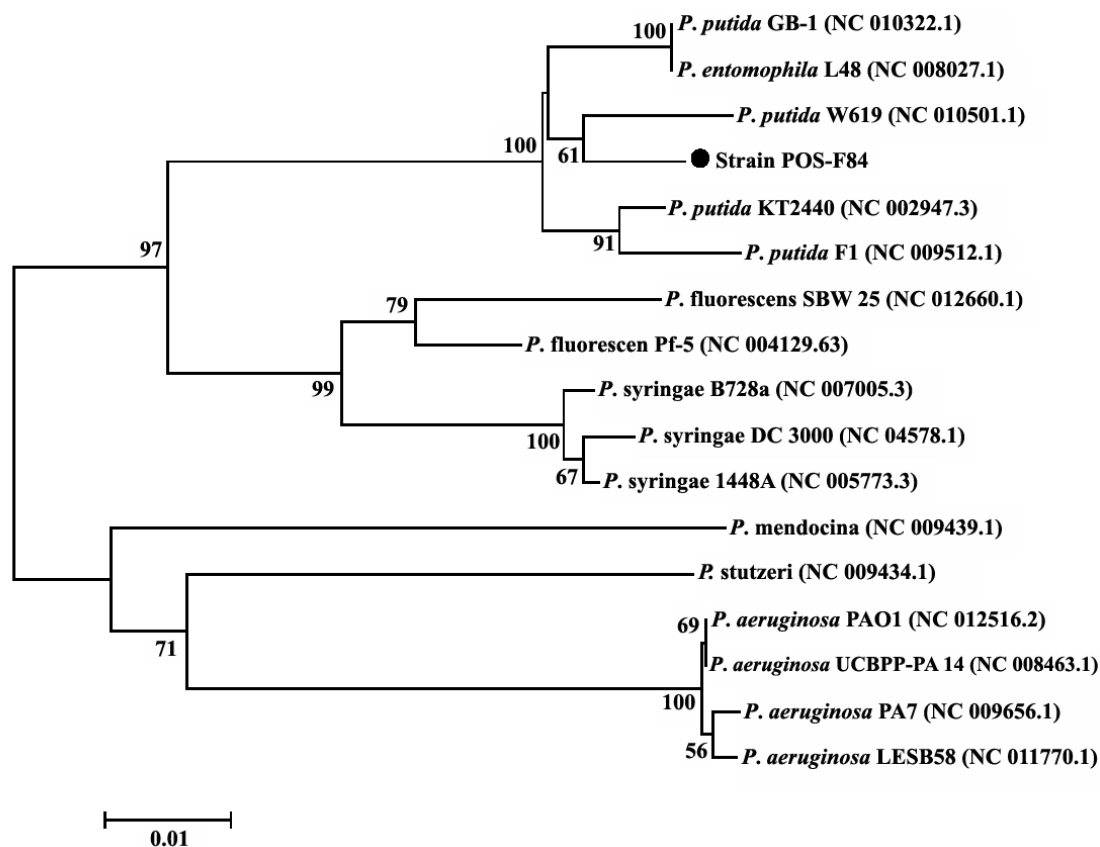 100
P. putida GB-1 (NC 010322.1)
P. entomophila L48 (NC 008027.1)
P. putida W619 (NC 010501.1)
100
61
Strain POS-F84
P. putida KT2440 (NC 002947.3)
91
P. putida F1 (NC 009512.1)
97
79
P. fluorescens SBW 25 (NC 012660.1)
P. fluorescen Pf-5 (NC 004129.63)
99
P. syringae B728a (NC 007005.3)
100
P. syringae DC 3000 (NC 04578.1)
67
P. syringae 1448A (NC 005773.3)
P. mendocina (NC 009439.1)
P. stutzeri (NC 009434.1)
71
69
P. aeruginosa PAO1 (NC 012516.2)
P. aeruginosa UCBPP-PA 14 (NC 008463.1)
100
P. aeruginosa PA7 (NC 009656.1)
56
P. aeruginosa LESB58 (NC 011770.1)
0.01